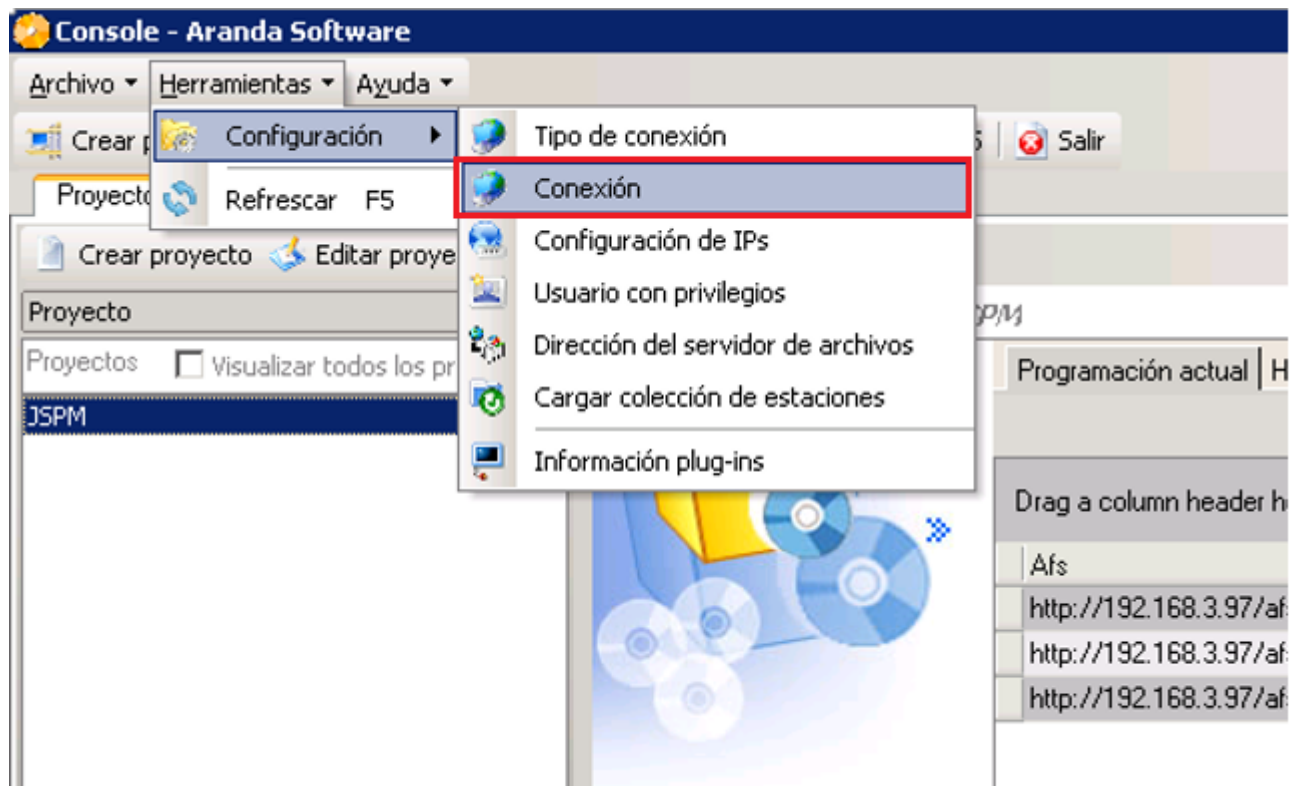 Console - Aranda Software
Archivo Herramientas Ayuda
Crear Configuración Tipo de conexión Salir
Conexión
Refrescar F5
Configuración de IPs
Crear proyecto Editar
Usuario con privilegios
Proyecto
Dirección del servidor de archivos
Proyectos Visualizar todos los
Programación actual
Cargar colección de estaciones
JSPM
Información plug-ins
Drag a column header
Afs
http://192.168.3.97/af
http://192.168.3.97/af
http://192.168.3.97/af